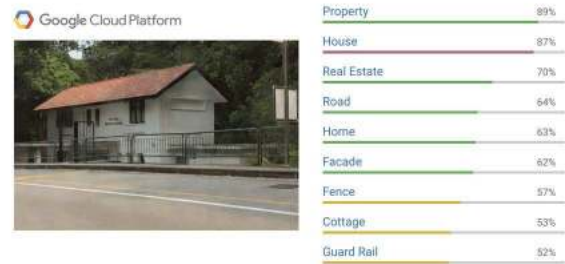 Google Cloud Platform
Property 89%
House 87%
Real Estate 70%
Road 64%
Home 63%
Facade 62%
Fence 57%
Cottage 53%
Guard Rail 52%